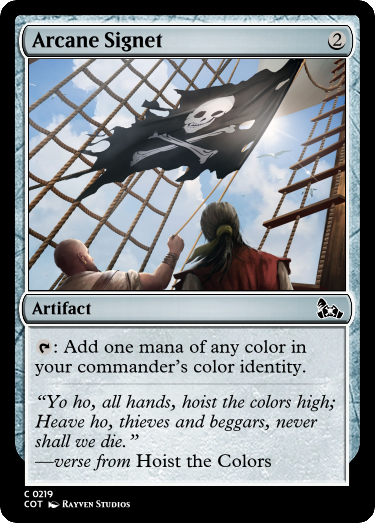 Arcane Signet 2
Artifact
: Add one mana of any color in
your commander's color identity.
“Yo ho, all hands, hoist the colors high;
Heave ho, thieves and beggars, never
shall we die.”
—verse from Hoist the Colors
C 0219
COT Rayven Studios